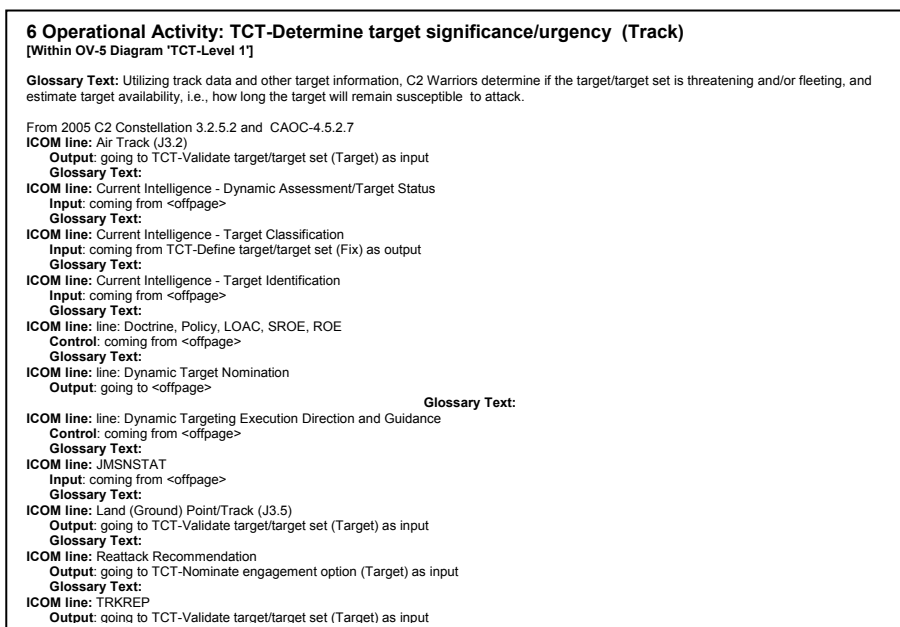 6 Operational Activity: TCT-Determine target significance/urgency (Track)
[Within OV-5 Diagram 'TCT-Level 1']
Glossary Text: Utilizing track data and other target information, C2 Warriors determine if the target/target set is threatening and/or fleeting, and
estimate target availability, i.e., how long the target will remain susceptible to attack.
From 2005 C2 Constellation 3.2.5.2 and CAOC-4.5.2.7
ICOM line: Air Track (J3.2)
Output: going to TCT-Validate target/target set (Target) as input
Glossary Text:
ICOM line: Current Intelligence - Dynamic Assessment/Target Status
Input: coming from <offpage>
Glossary Text:
ICOM line: Current Intelligence - Target Classification
Input: coming from TCT-Define target/target set (Fix) as output
Glossary Text:
ICOM line: Current Intelligence - Target Identification
Input: coming from <offpage>
Glossary Text:
ICOM line: line: Doctrine, Policy, LOAC, SROE, ROE
Control: coming from <offpage>
Glossary Text:
ICOM line: line: Dynamic Target Nomination
Output: going to <offpage>
Glossary Text:
ICOM line: line: Dynamic Targeting Execution Direction and Guidance
Control: coming from <offpage>
Glossary Text:
ICOM line: JMSNSTAT
Input: coming from <offpage>
Glossary Text:
ICOM line: Land (Ground) Point/Track (J3.5)
Output: going to TCT-Validate target/target set (Target) as input
Glossary Text:
ICOM line: Reattack Recommendation
Output: going to TCT-Nominate engagement option (Target) as input
Glossary Text:
ICOM line: TRKREP
Output: going to TCT-Validate target/target set (Target) as input